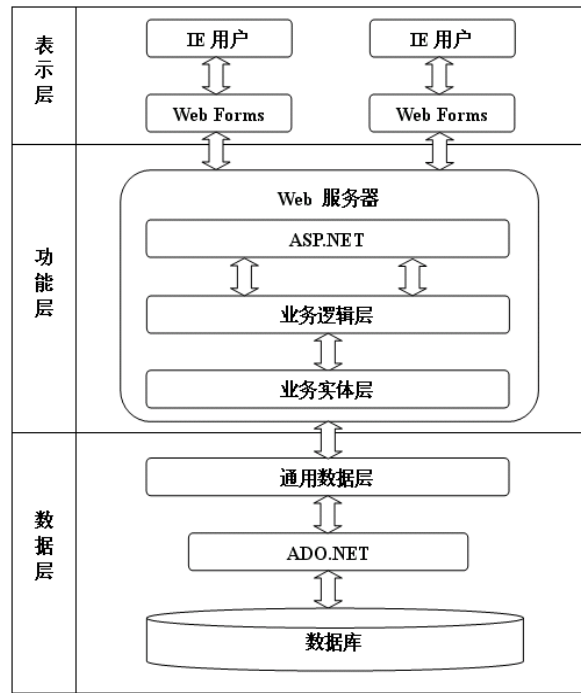 表示层
IE 用户
IE 用户
Web Forms
Web Forms
功能层
Web 服务器
ASP.NET
业务逻辑层
业务实体层
数据层
通用数据层
ADO.NET
数据库